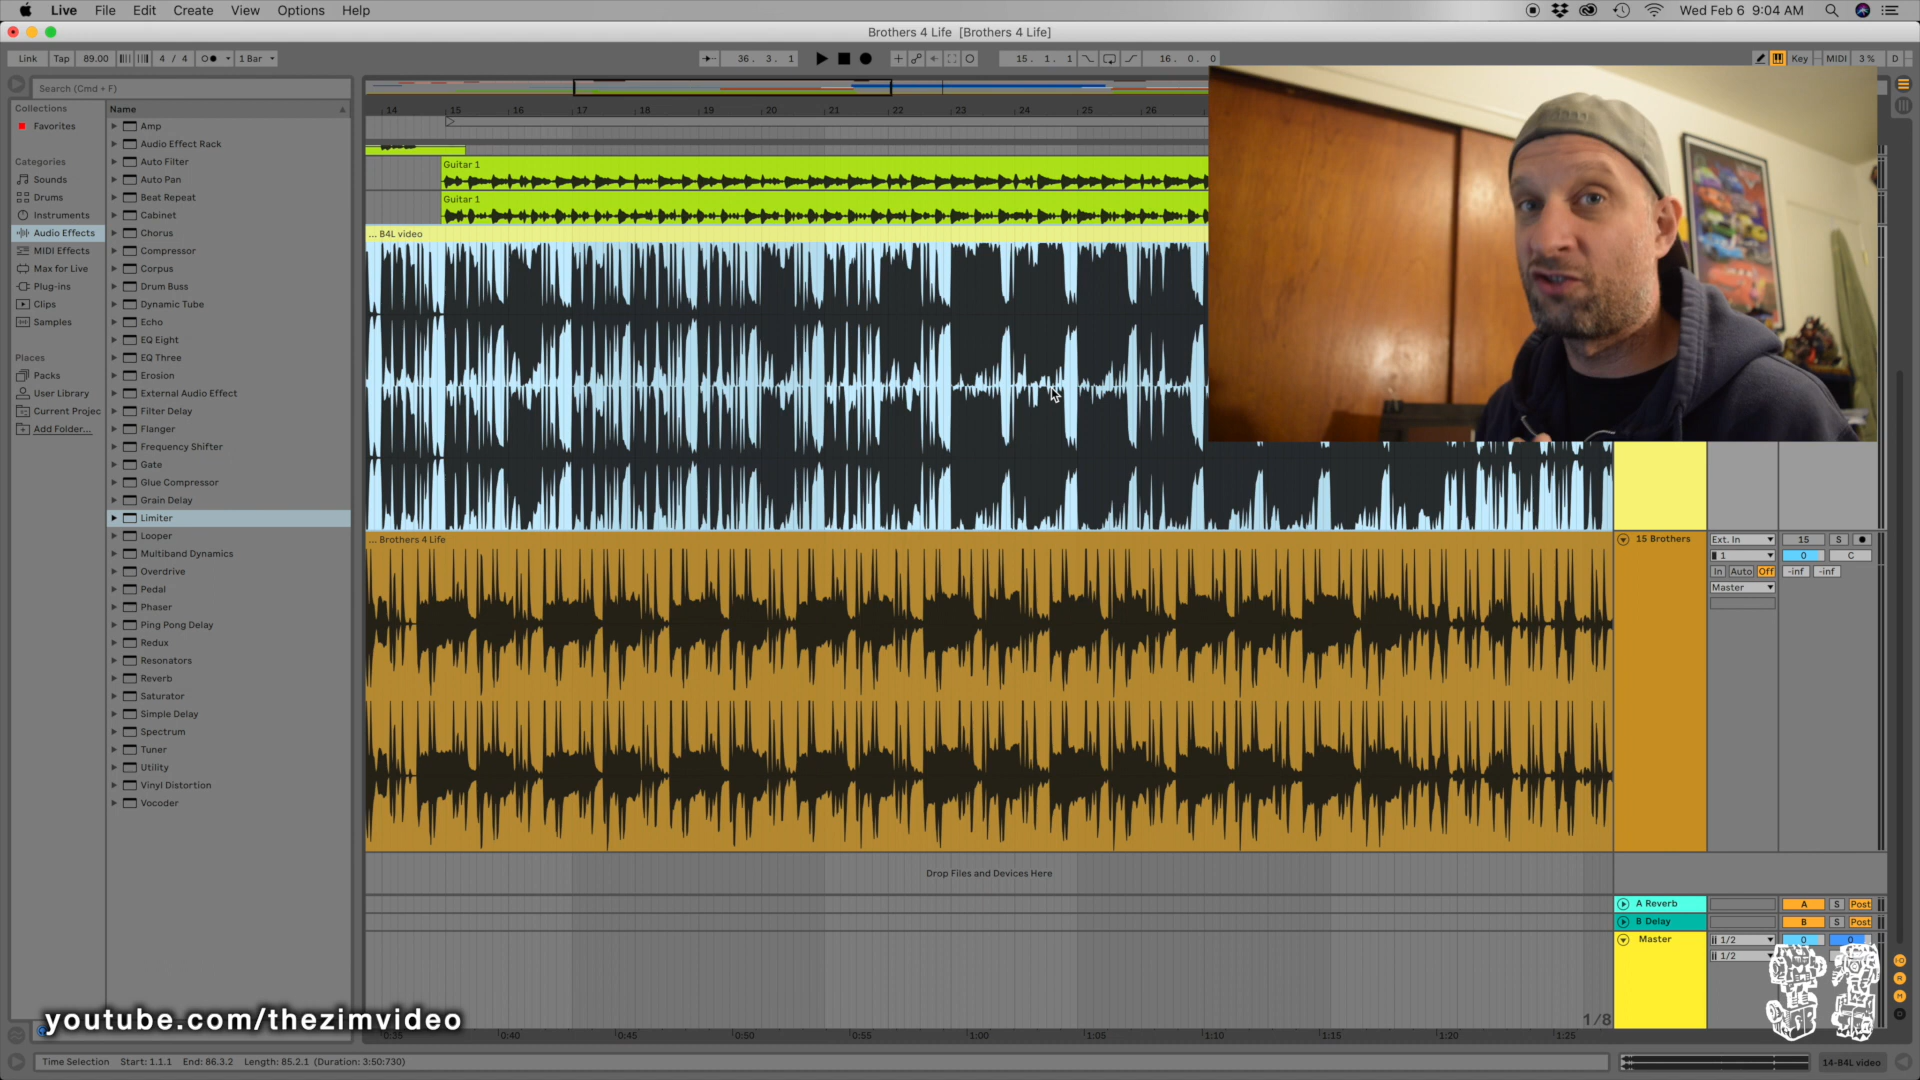 Live File Edit Create View Options Help
Wed Feb 6 9:04 AM
Brothers 4 Life [Brothers 4 Life]
Link Tap 89.00 4 / 4 1 Bar
36. 3. 1
15. 1. 1
16. 0. 0
Key MIDI 3 % D
Search (Cmd + F)
Collections
Favorites
Categories
Sounds
Drums
Instruments
Audio Effects
MIDI Effects
Max for Live
Plug-ins
Clips
Samples
Places
Packs
User Library
Current Projec
Add Folder...
Name
Amp
Audio Effect Rack
Auto Filter
Auto Pan
Beat Repeat
Cabinet
Chorus
Compressor
Corpus
Drum Buss
Dynamic Tube
Echo
EQ Eight
EQ Three
Erosion
External Audio Effect
Filter Delay
Flanger
Frequency Shifter
Gate
Glue Compressor
Grain Delay
Limiter
Looper
Multiband Dynamics
Overdrive
Pedal
Phaser
Ping Pong Delay
Redux
Resonators
Reverb
Saturator
Simple Delay
Spectrum
Tuner
Utility
Vinyl Distortion
Vocoder
14 15 16 17 18 19 20 21 22 23 24 25 26
Guitar 1
Guitar 1
... B4L video
... Brothers 4 Life
15 Brothers
Ext. In 15 S
1 0 C
In Auto Off -inf -inf
Master
Drop Files and Devices Here
A Reverb A S Post
B Delay B S Post
Master 1/2 0 0
1/2
1/8
0:35 0:40 0:45 0:50 0:55 1:00 1:05 1:10 1:15 1:20 1:25
youtube.com/thezimvideo
Time Selection Start: 1.1.1 End: 86.3.2 Length: 85.2.1 (Duration: 3:50:730)
14-B4L video